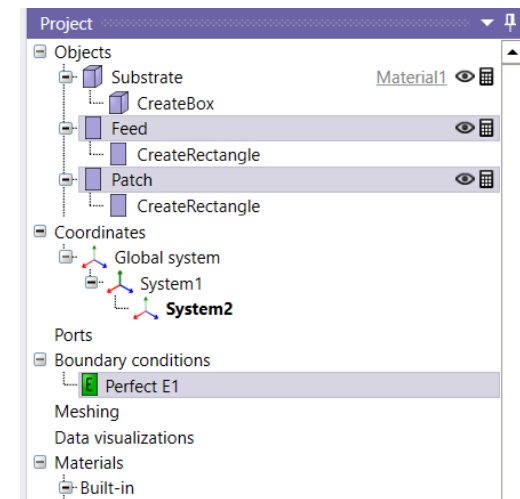 Project
Objects
Substrate Material1
CreateBox
Feed
CreateRectangle
Patch
CreateRectangle
Coordinates
Global system
System1
System2
Ports
Boundary conditions
E Perfect E1
Meshing
Data visualizations
Materials
Built-in